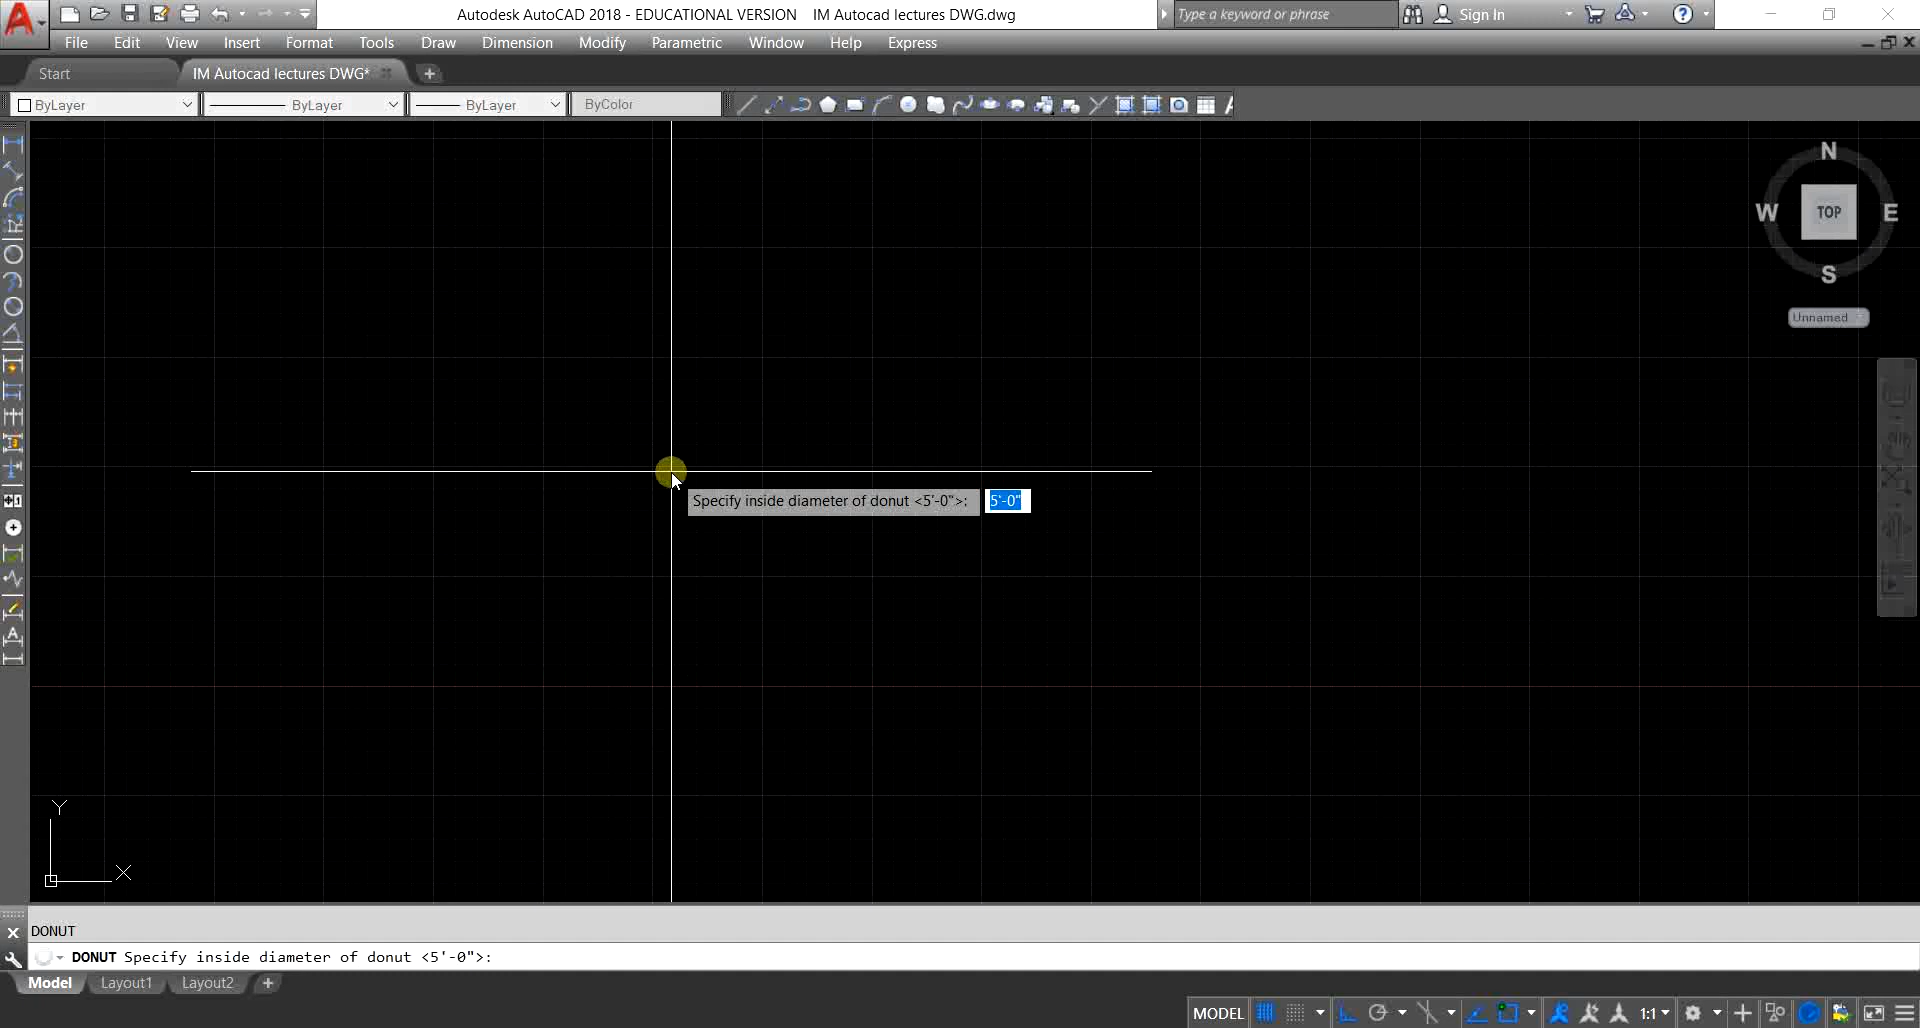 Autodesk AutoCAD 2018 - EDUCATIONAL VERSION IM Autocad lectures DWG.dwg
Type a keyword or phrase
Sign In
File Edit View Insert Format Tools Draw Dimension Modify Parametric Window Help Express
Start IM Autocad lectures DWG*
ByLayer ByLayer ByLayer ByColor
N
W TOP E
S
Unnamed
Specify inside diameter of donut <5'-0">: 5'-0"
Y
X
DONUT
DONUT Specify inside diameter of donut <5'-0">:
Model Layout1 Layout2
MODEL 1:1